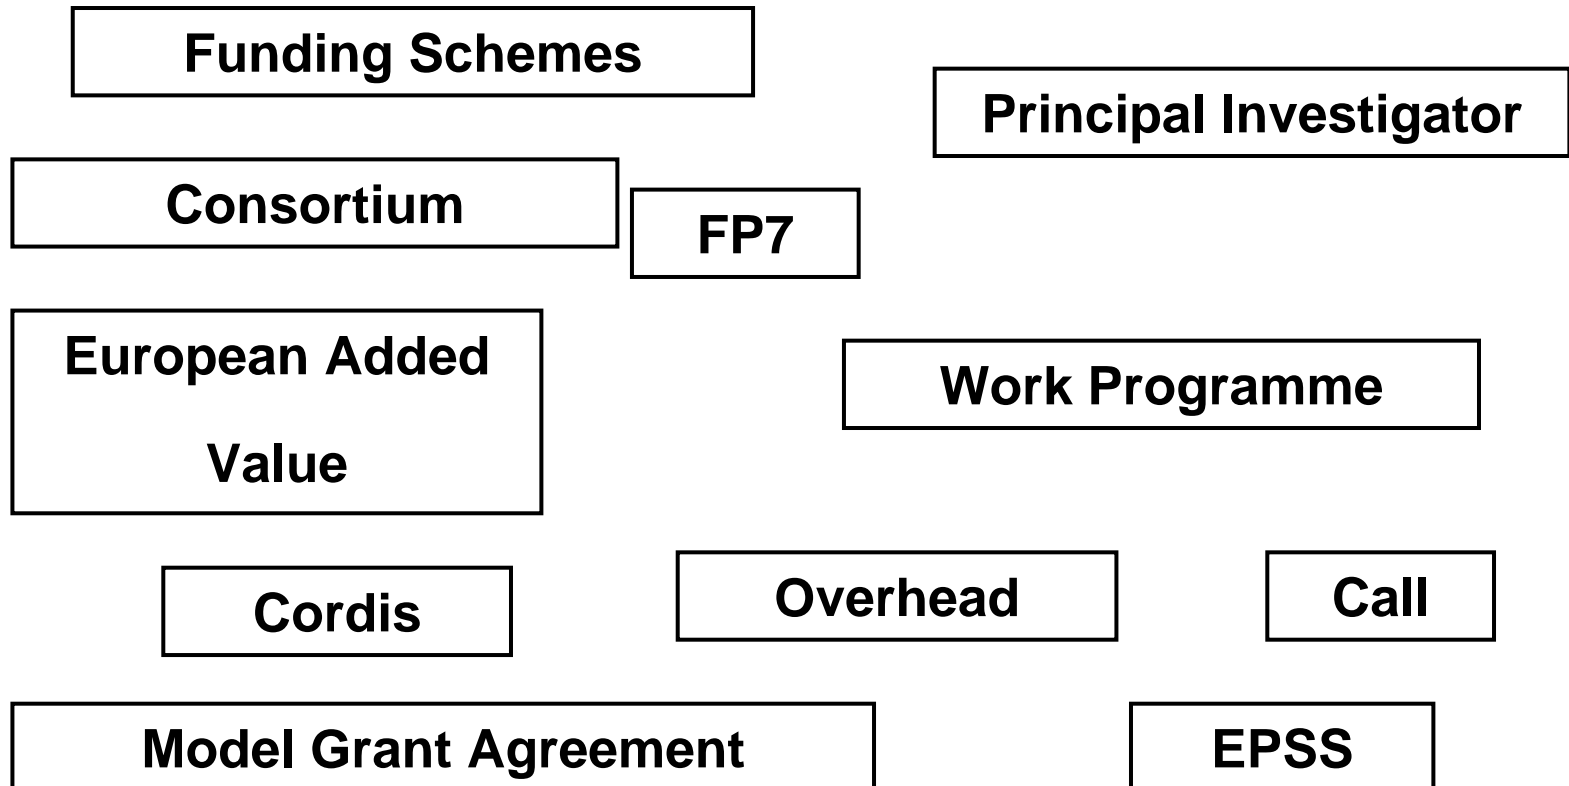 Funding Schemes
Principal Investigator
Consortium
FP7
European Added
Value
Work Programme
Cordis
Overhead
Call
Model Grant Agreement
EPSS